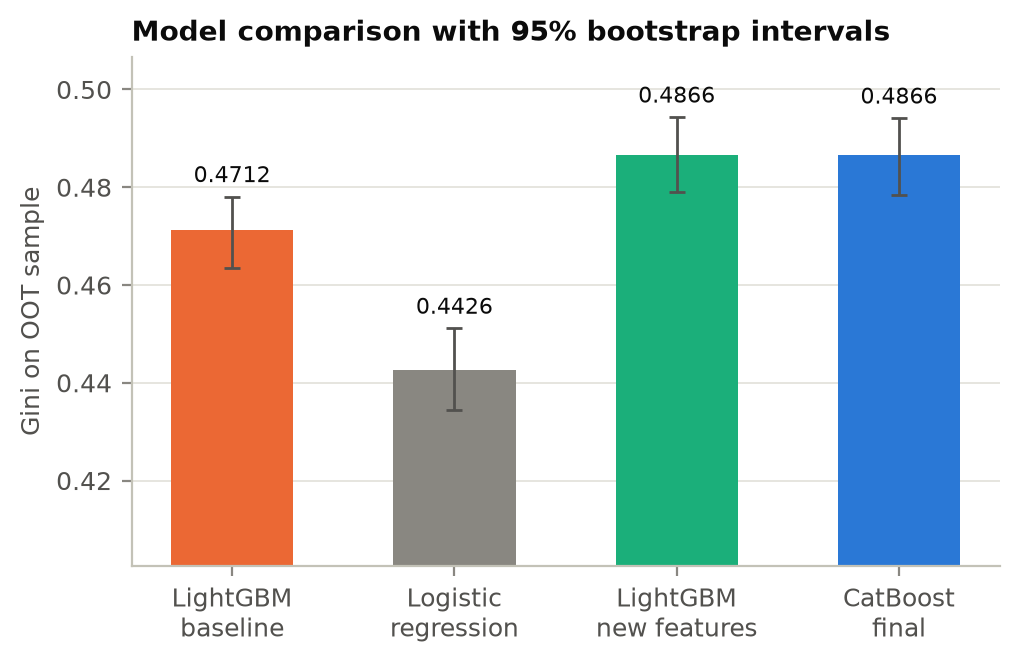 Model comparison with 95% bootstrap intervals
Gini on OOT sample
0.50
0.48
0.46
0.44
0.42
0.4712
0.4426
0.4866
0.4866
LightGBM
baseline
Logistic
regression
LightGBM
new features
CatBoost
final